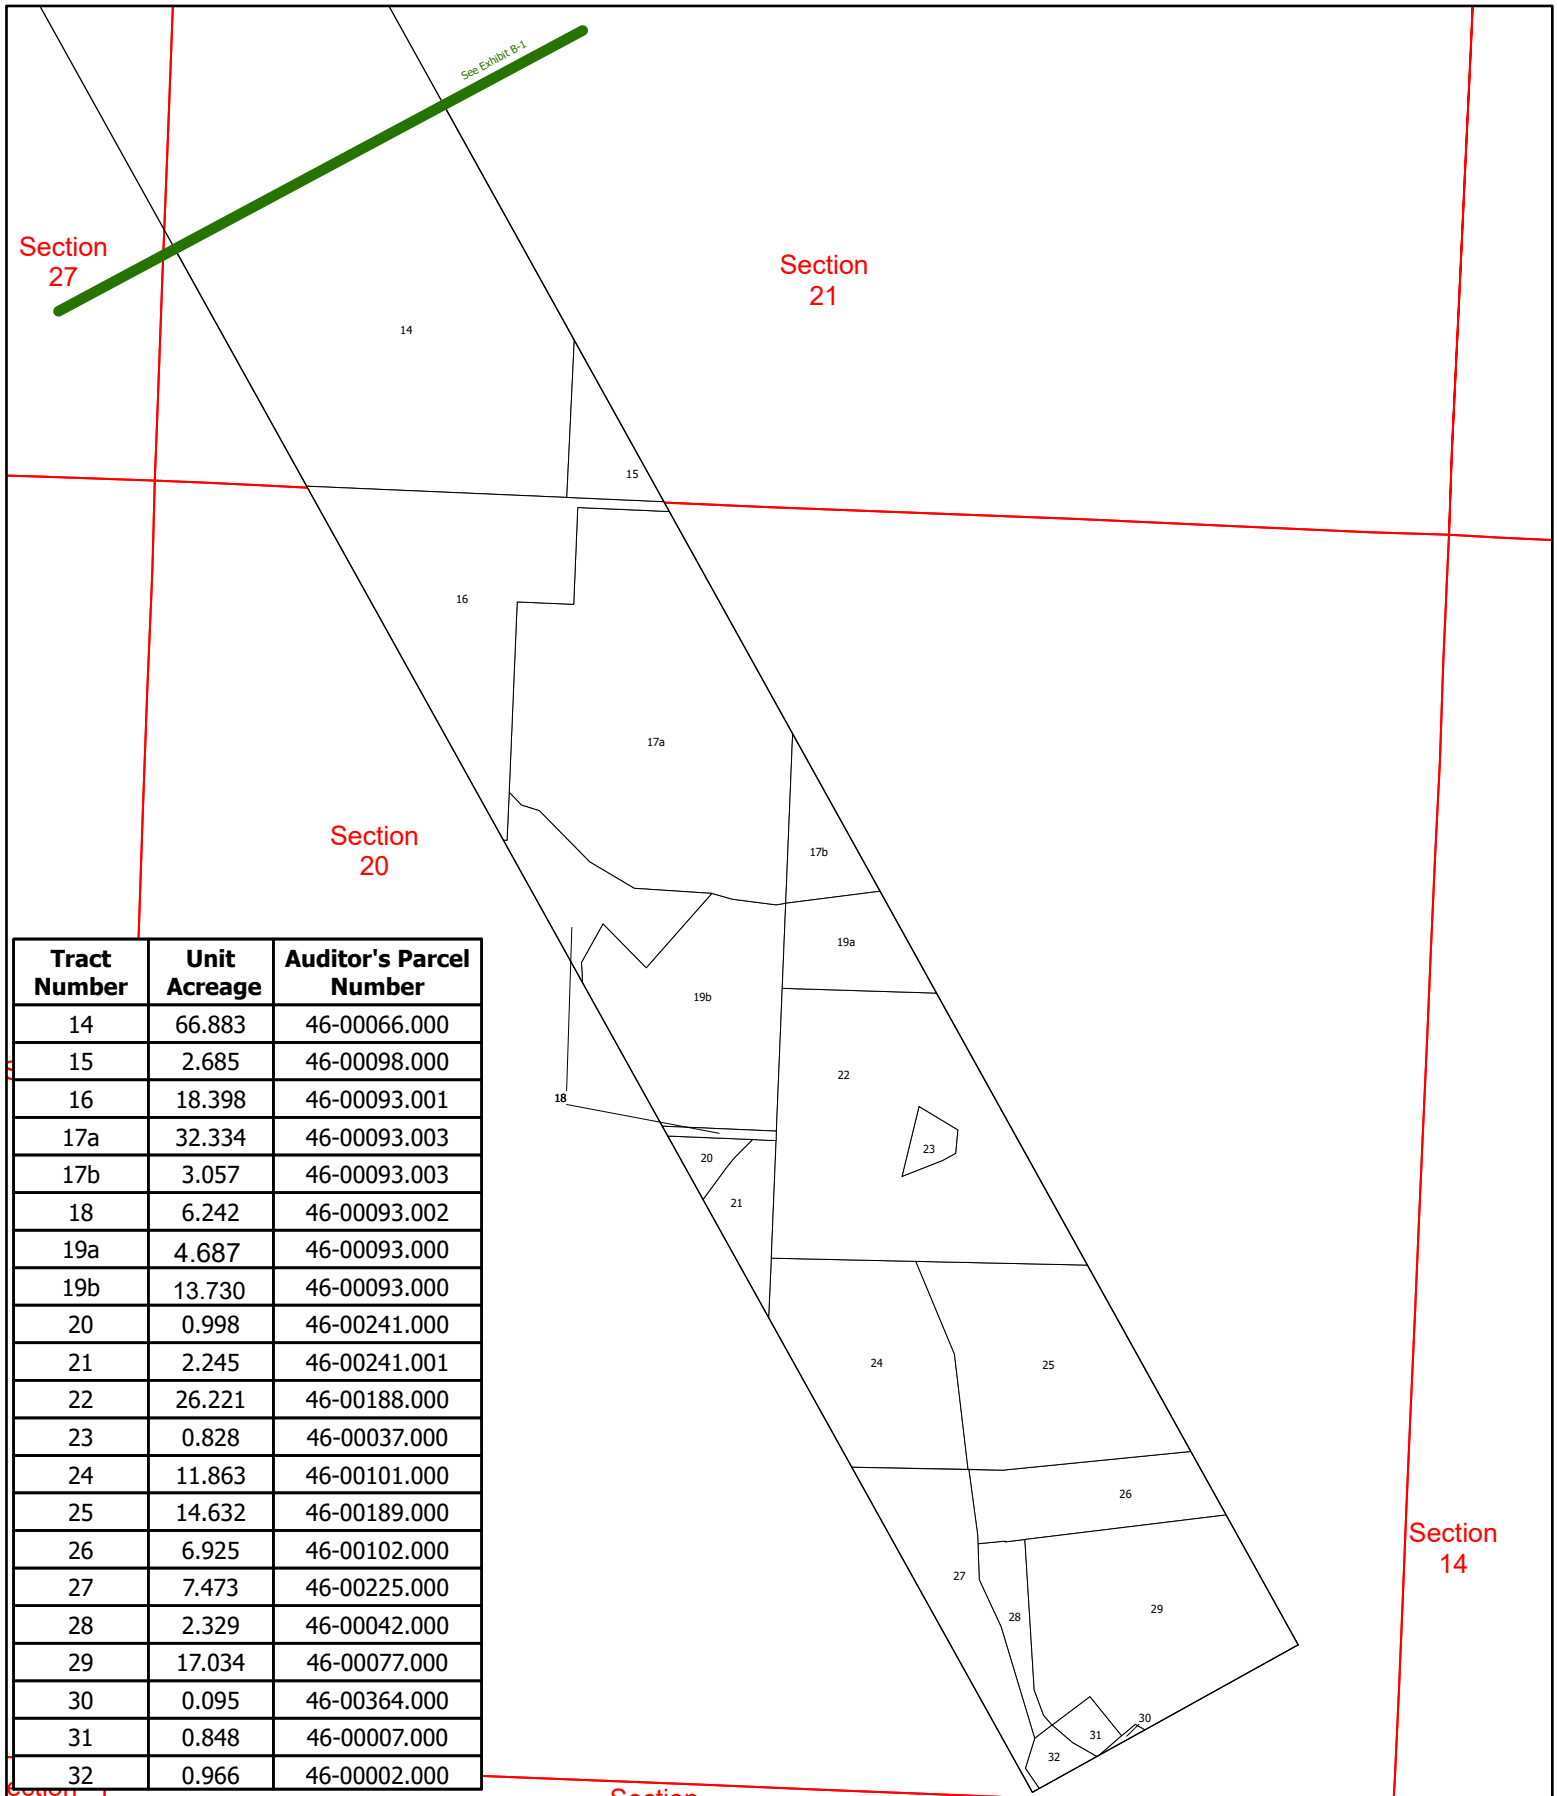 See Exhibit B-1
Section
27
Section
21
14
15
16
17a
Section
20
17b
19a
19b
22
18
23
20
21
24
25
26
Section
14
27
28
29
30
31
32
Tract Number Unit Acreage Auditor's Parcel Number
14 66.883 46-00066.000
15 2.685 46-00098.000
16 18.398 46-00093.001
17a 32.334 46-00093.003
17b 3.057 46-00093.003
18 6.242 46-00093.002
19a 4.687 46-00093.000
19b 13.730 46-00093.000
20 0.998 46-00241.000
21 2.245 46-00241.001
22 26.221 46-00188.000
23 0.828 46-00037.000
24 11.863 46-00101.000
25 14.632 46-00189.000
26 6.925 46-00102.000
27 7.473 46-00225.000
28 2.329 46-00042.000
29 17.034 46-00077.000
30 0.095 46-00364.000
31 0.848 46-00007.000
32 0.966 46-00002.000
Section